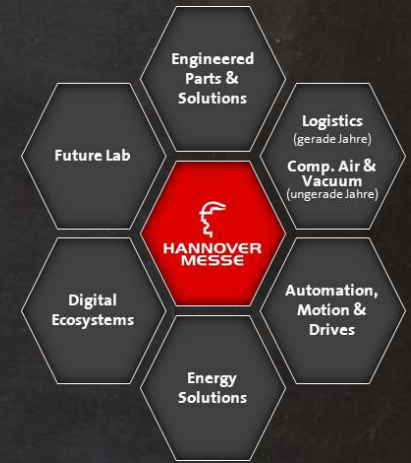 Engineered
Parts &
Solutions
Future Lab
Logistics
(gerade Jahre)
Comp. Air &
Vacuum
(ungerade Jahre)
HANNOVER
MESSE
Digital
Ecosystems
Automation,
Motion &
Drives
Energy
Solutions